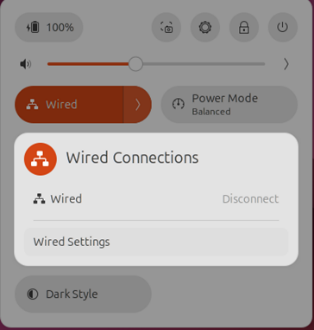 100%
Wired
Power Mode
Balanced
Wired Connections
Wired
Disconnect
Wired Settings
Dark Style